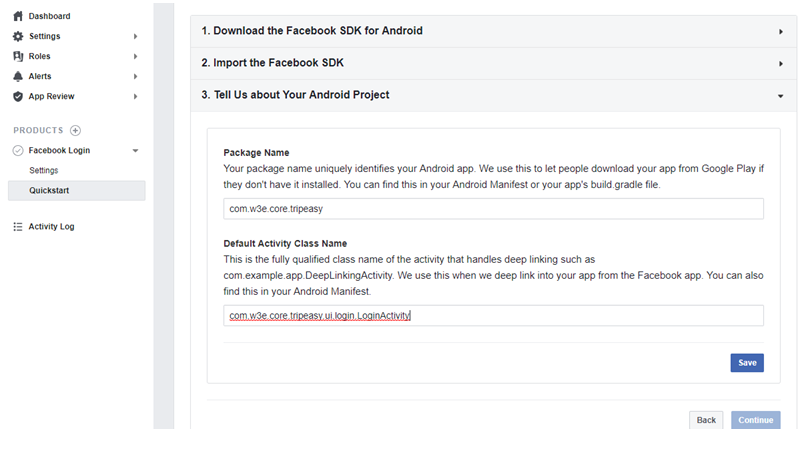 Dashboard
Settings
Roles
Alerts
App Review
PRODUCTS
Facebook Login
Settings
Quickstart
Activity Log
1. Download the Facebook SDK for Android
2. Import the Facebook SDK
3. Tell Us about Your Android Project
Package Name
Your package name uniquely identifies your Android app. We use this to let people download your app from Google Play if
they don't have it installed. You can find this in your Android Manifest or your app's build.gradle file.
com.w3e.core.tripeasy
Default Activity Class Name
This is the fully qualified class name of the activity that handles deep linking such as
com.example.app.DeepLinkingActivity. We use this when we deep link into your app from the Facebook app. You can also
find this in your Android Manifest.
com.w3e.core.tripeasy.ui.login.LoginActivity
Save
Back
Continue